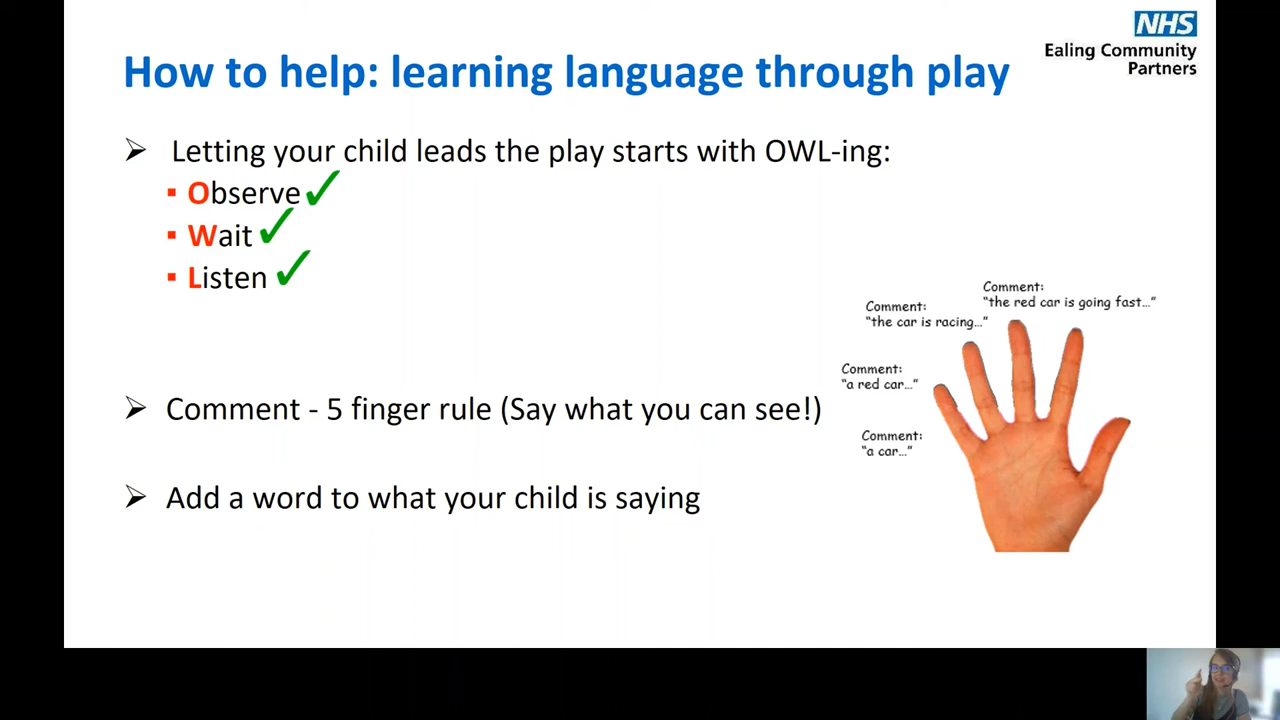 NHS
Ealing Community
Partners
How to help: learning language through play
Letting your child leads the play starts with OWL-ing:
Observe
Wait
Listen
Comment - 5 finger rule (Say what you can see!)
Add a word to what your child is saying
Comment:
"a car..."
Comment:
"a red car..."
Comment:
"the car is racing..."
Comment:
"the red car is going fast..."